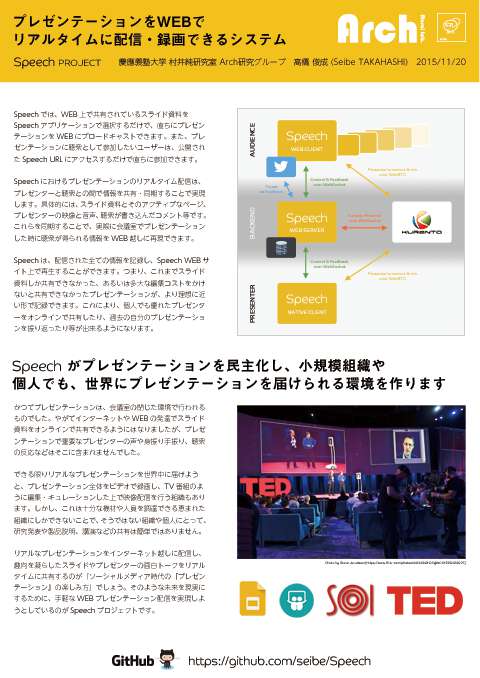 プレゼンテーションをWEBで
リアルタイムに配信・録画できるシステム
Arch
Speech PROJECT 慶應義塾大学 村井純研究室 Arch研究グループ 高橋 俊成 (Seibe TAKAHASHI) 2015/11/20
Speech では、WEB 上で共有されているスライド資料を
Speech アプリケーションで選択するだけで、直ちにプレゼン
テーションを WEB にブロードキャストできます。また、プレ
ゼンテーションに聴衆として参加したいユーザーは、公開され
た Speech URL にアクセスするだけで直ちに参加できます。
Speech におけるプレゼンテーションのリアルタイム配信は、
プレゼンターと聴衆との間で情報を共有・同期することで実現
します。具体的には、スライド資料とそのアクティブなページ、
プレゼンターの映像と音声、聴衆が書き込んだコメント等です。
これらを同期することで、実際に会議室でプレゼンテーション
した時に聴衆が得られる情報を WEB 越しに再現できます。
Speech は、配信された全ての情報を記録し、Speech WEB サ
イト上で再生することができます。つまり、これまでスライド
資料しか共有できなかった、あるいは多大な編集コストをかけ
ないと共有できなかったプレゼンテーションが、より理想に近
い形で記録できます。これにより、個人でも優れたプレゼンタ
ーをオンラインで共有したり、過去の自分のプレゼンテーショ
ンを振り返ったり等が出来るようになります。
AUDIENCE
Speech
WEB CLIENT
BACKEND
Speech
WEB SERVER
KURENTO
PRESENTER
Speech
NATIVE CLIENT
Speech がプレゼンテーションを民主化し、小規模組織や
個人でも、世界にプレゼンテーションを届けられる環境を作ります
かつてプレゼンテーションは、会議室の閉じた環境で行われる
ものでした。やがてインターネットや WEB の発達でスライド
資料をオンラインで共有できるようにはなりましたが、プレゼ
ンテーションで重要なプレゼンターの声や身振り手振り、聴衆
の反応などはそこに含まれませんでした。
できる限りリアルなプレゼンテーションを世界中に届けよう
と、プレゼンテーション全体をビデオで録画し、TV 番組のよ
うに編集・キュレーションした上で映像配信を行う組織もあり
ます。しかし、これは十分な機材や人員を調達できる恵まれた
組織にしかできないことで、そうではない組織や個人にとって、
研究発表や製品説明、講演などの共有は簡単ではありません。
リアルなプレゼンテーションをインターネット越しに配信し、
趣向を凝らしたスライドやプレゼンターの面白トークをリアル
タイムに共有するのが「ソーシャルメディア時代の『プレゼン
テーション』の楽しみ方」でしょう。そのような未来を現実に
するために、手軽な WEB プレゼンテーション配信を実現しよ
うとしているのが Speech プロジェクトです。
TED
SOI
TED
GitHub https://github.com/seibe/Speech